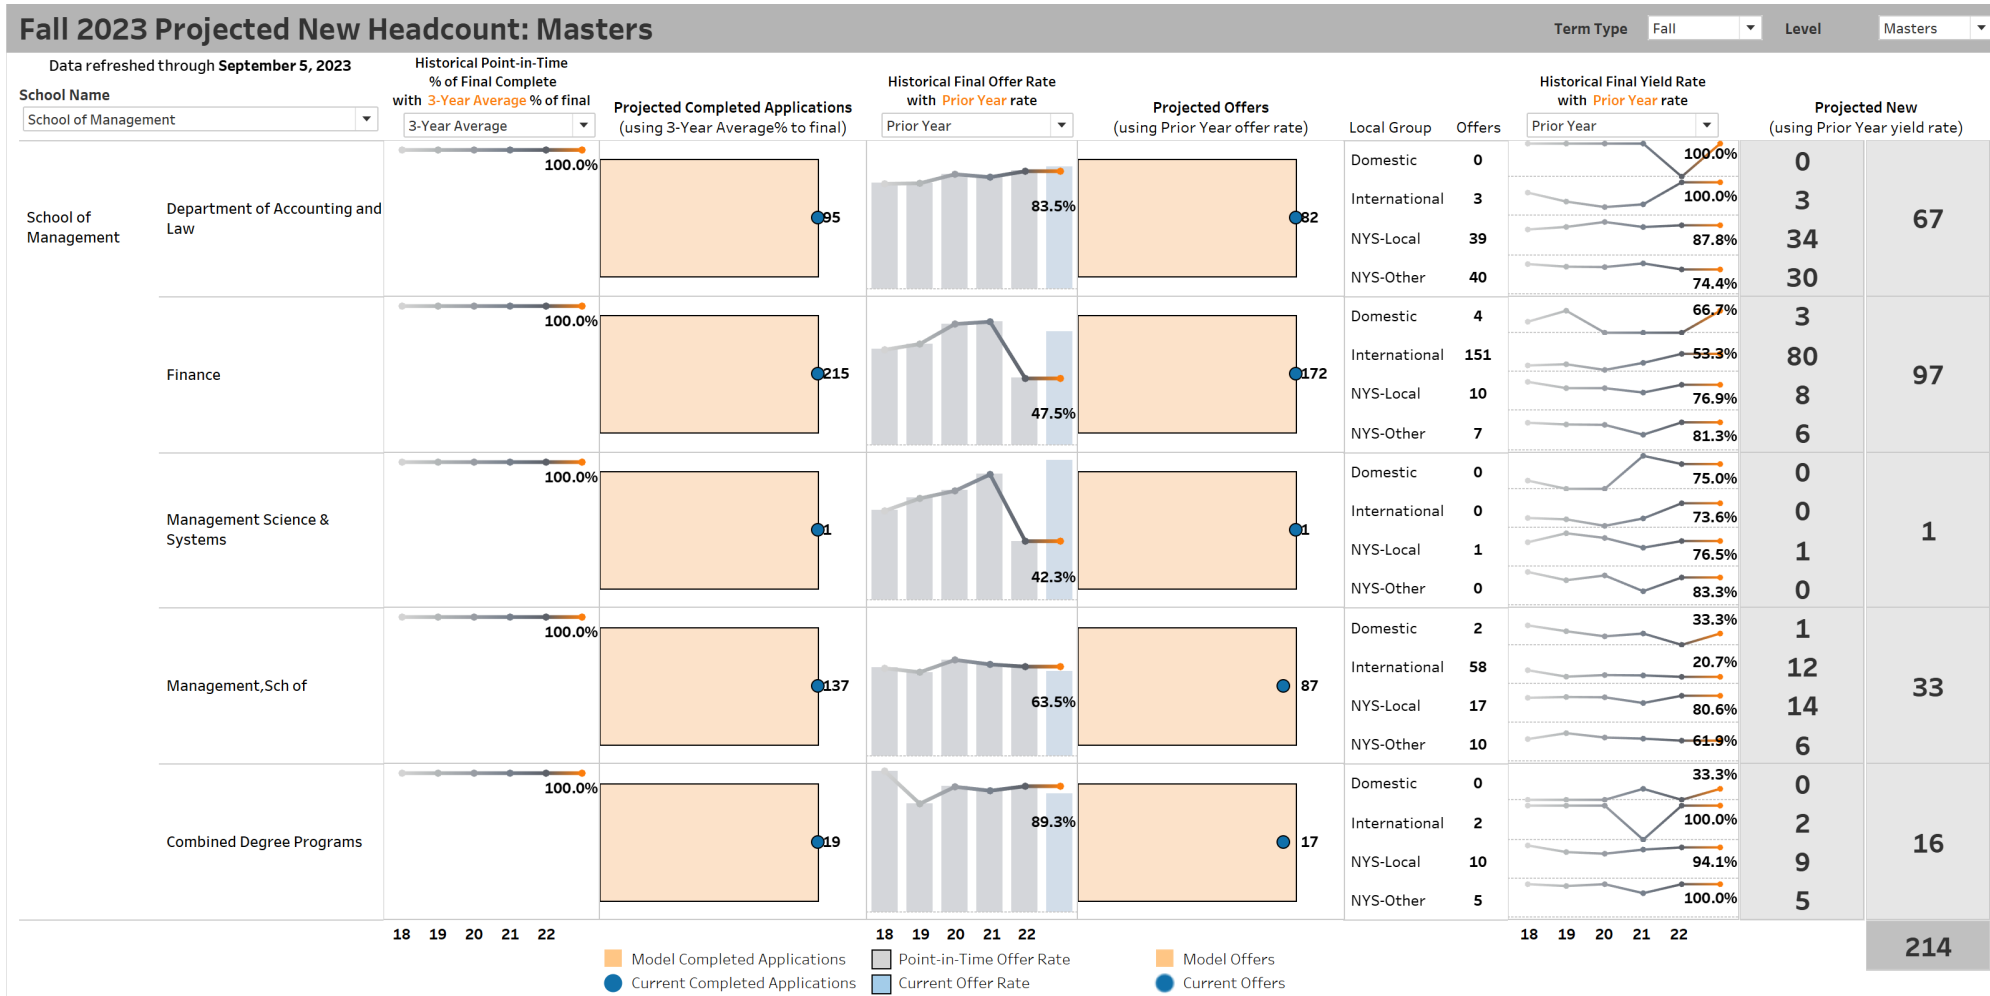 Fall 2023 Projected New Headcount: Masters
Term Type
Fall
Level
Masters
Data refreshed through September 5, 2023
School Name
School of Management
Historical Point-in-Time
% of Final Complete
with 3-Year Average % of final
3-Year Average
Projected Completed Applications
(using 3-Year Average% to final)
Historical Final Offer Rate
with Prior Year rate
Prior Year
Projected Offers
(using Prior Year offer rate)
Local Group
Offers
Historical Final Yield Rate
with Prior Year rate
Prior Year
Projected New
(using Prior Year yield rate)
School of
Management
Department of Accounting and
Law
100.0%
95
83.5%
82
Domestic 0 100.0% 0
International 3 100.0% 3
NYS-Local 39 87.8% 34
NYS-Other 40 74.4% 30
67
Finance
100.0%
215
47.5%
172
Domestic 4 66.7% 3
International 151 53.3% 80
NYS-Local 10 76.9% 8
NYS-Other 7 81.3% 6
97
Management Science &
Systems
100.0%
1
42.3%
1
Domestic 0 75.0% 0
International 0 73.6% 0
NYS-Local 1 76.5% 1
NYS-Other 0 83.3% 0
1
Management,Sch of
100.0%
137
63.5%
87
Domestic 2 33.3% 1
International 58 20.7% 12
NYS-Local 17 80.6% 14
NYS-Other 10 61.9% 6
33
Combined Degree Programs
100.0%
19
89.3%
17
Domestic 0 33.3% 0
International 2 100.0% 2
NYS-Local 10 94.1% 9
NYS-Other 5 100.0% 5
16
18 19 20 21 22
18 19 20 21 22
18 19 20 21 22
214
Model Completed Applications
Current Completed Applications
Point-in-Time Offer Rate
Current Offer Rate
Model Offers
Current Offers